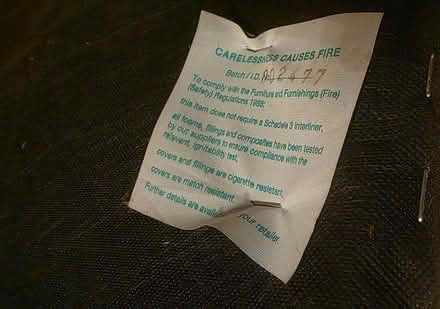 CARELESSNESS CAUSES FIRE
Batch / I.D. AA2477
To comply with the Furniture and Furnishings (Fire)
(Safety) Regulations 1988:
this item does not require a Schedule 3 Interliner,
all foams, fillings and composites have been tested
by our suppliers to ensure compliance with the
relevant, ignitability test,
covers and fillings are cigarette resistant,
covers are match resistant.
Further details are your retailer.